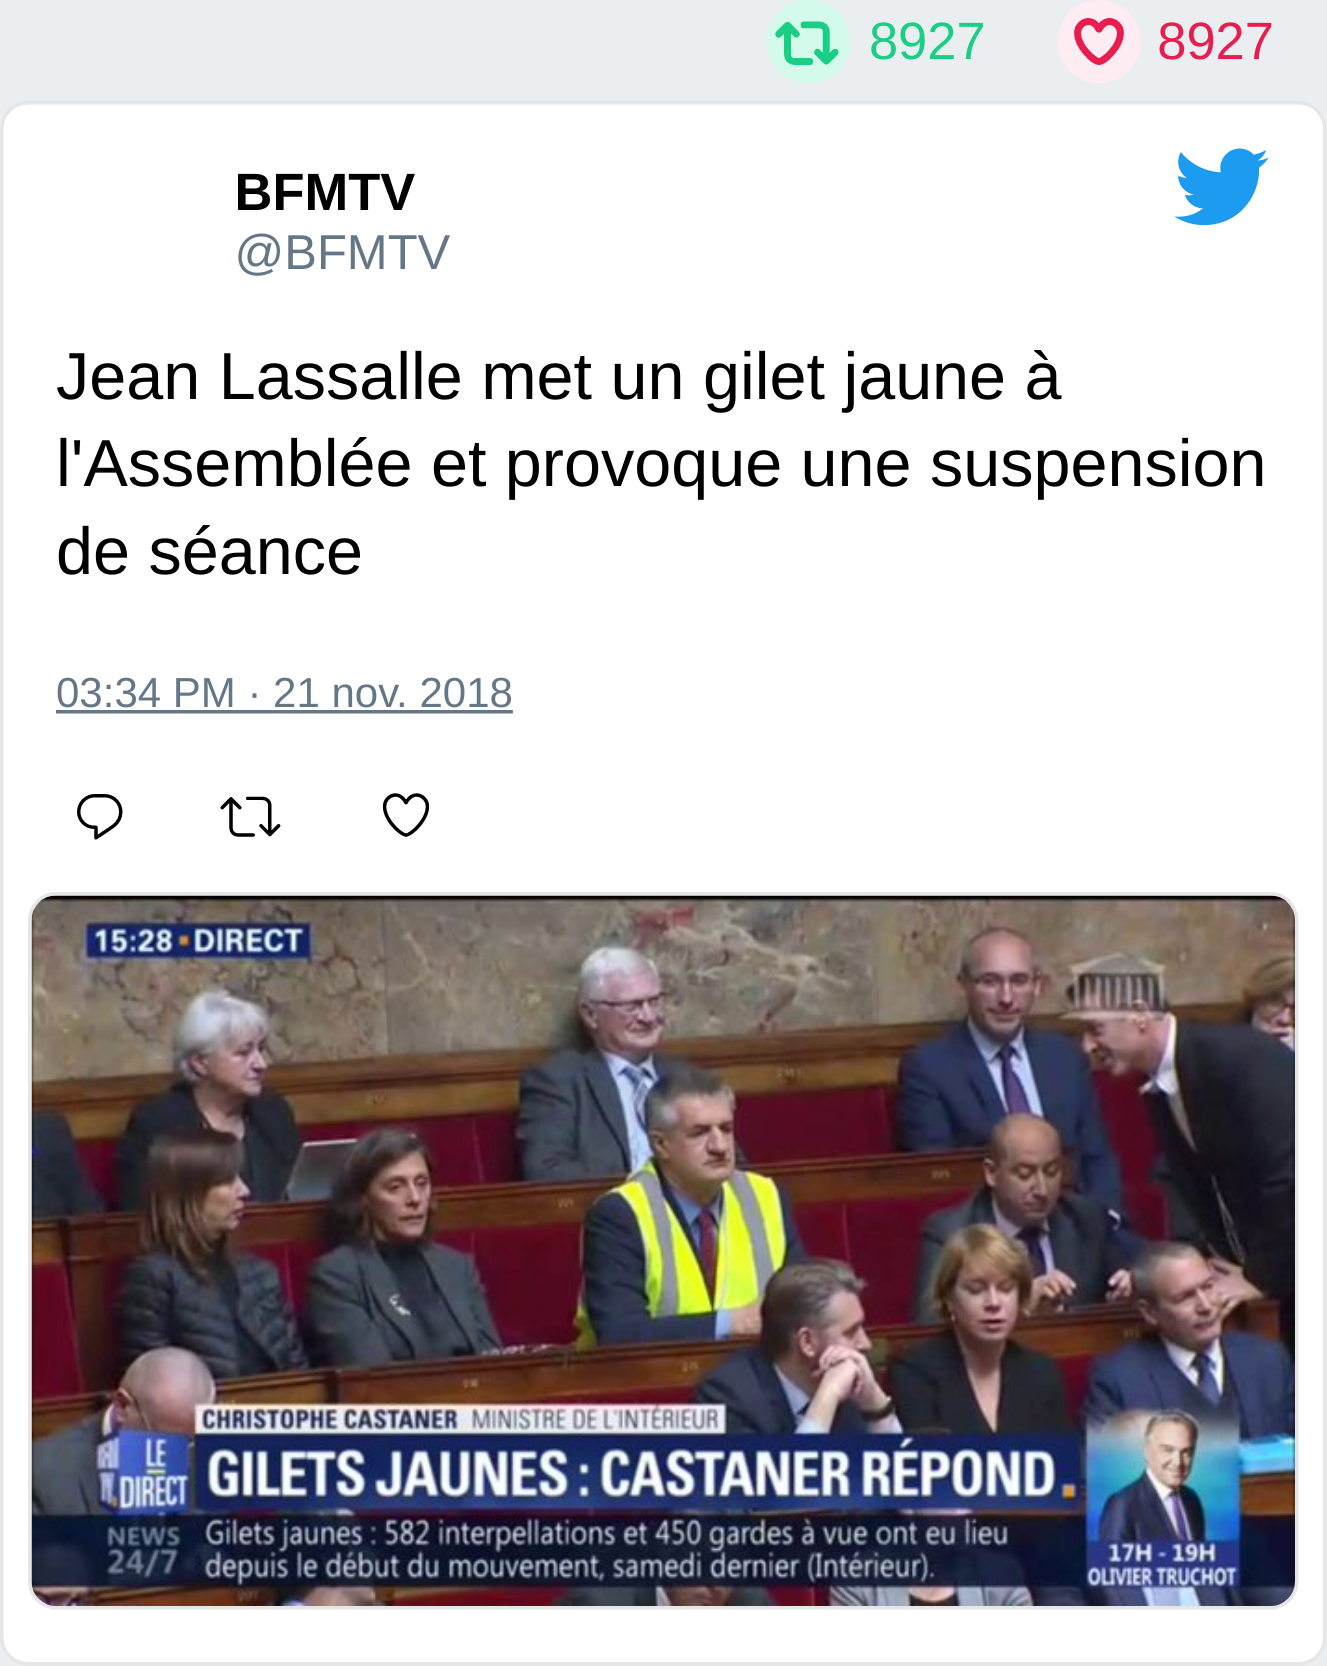 8927 8927
BFMTV
@BFMTV
Jean Lassalle met un gilet jaune à
l'Assemblée et provoque une suspension
de séance
03:34 PM · 21 nov. 2018
15:28 DIRECT
CHRISTOPHE CASTANER MINISTRE DE L'INTÉRIEUR
LE
DIRECT
GILETS JAUNES : CASTANER RÉPOND.
NEWS
24/7
Gilets jaunes : 582 interpellations et 450 gardes à vue ont eu lieu
depuis le début du mouvement, samedi dernier (Intérieur).
17H - 19H
OLIVIER TRUCHOT